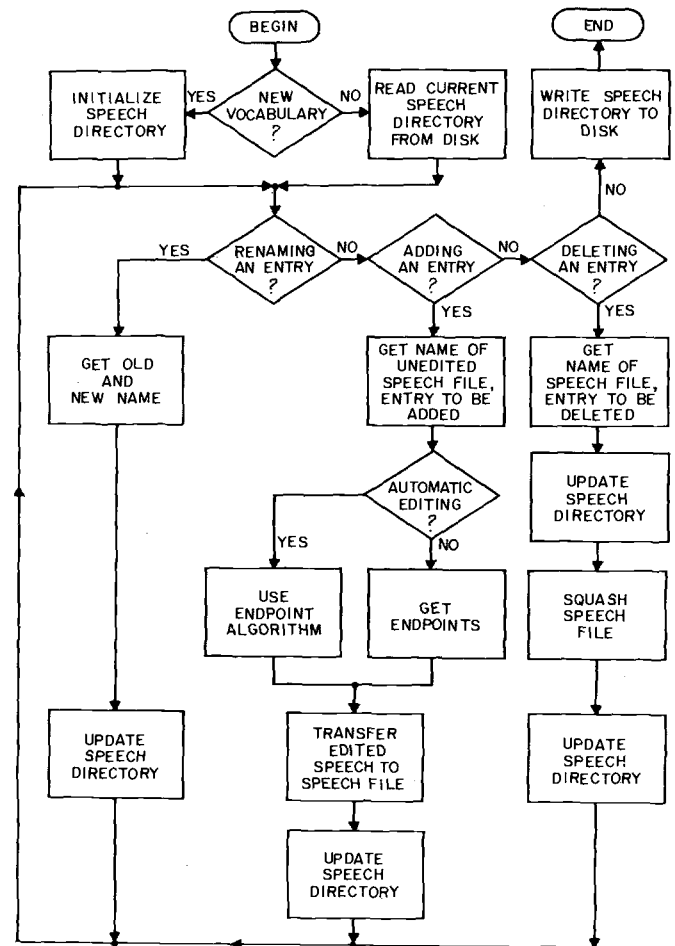 BEGIN
END
INITIALIZE
SPEECH
DIRECTORY
YES
NEW
VOCABULARY
?
NO
READ CURRENT
SPEECH
DIRECTORY
FROM DISK
WRITE SPEECH
DIRECTORY TO
DISK
NO
YES
RENAMING
AN ENTRY
?
NO
ADDING
AN ENTRY
?
NO
DELETING
AN ENTRY
?
YES
YES
GET OLD
AND
NEW NAME
GET NAME OF
UNEDITED
SPEECH FILE,
ENTRY TO BE
ADDED
GET
NAME OF
SPEECH FILE,
ENTRY TO BE
DELETED
AUTOMATIC
EDITING
?
YES
NO
UPDATE
SPEECH
DIRECTORY
USE
ENDPOINT
ALGORITHM
GET
ENDPOINTS
SQUASH
SPEECH
FILE
UPDATE
SPEECH
DIRECTORY
TRANSFER
EDITED
SPEECH TO
SPEECH FILE
UPDATE
SPEECH
DIRECTORY
UPDATE
SPEECH
DIRECTORY